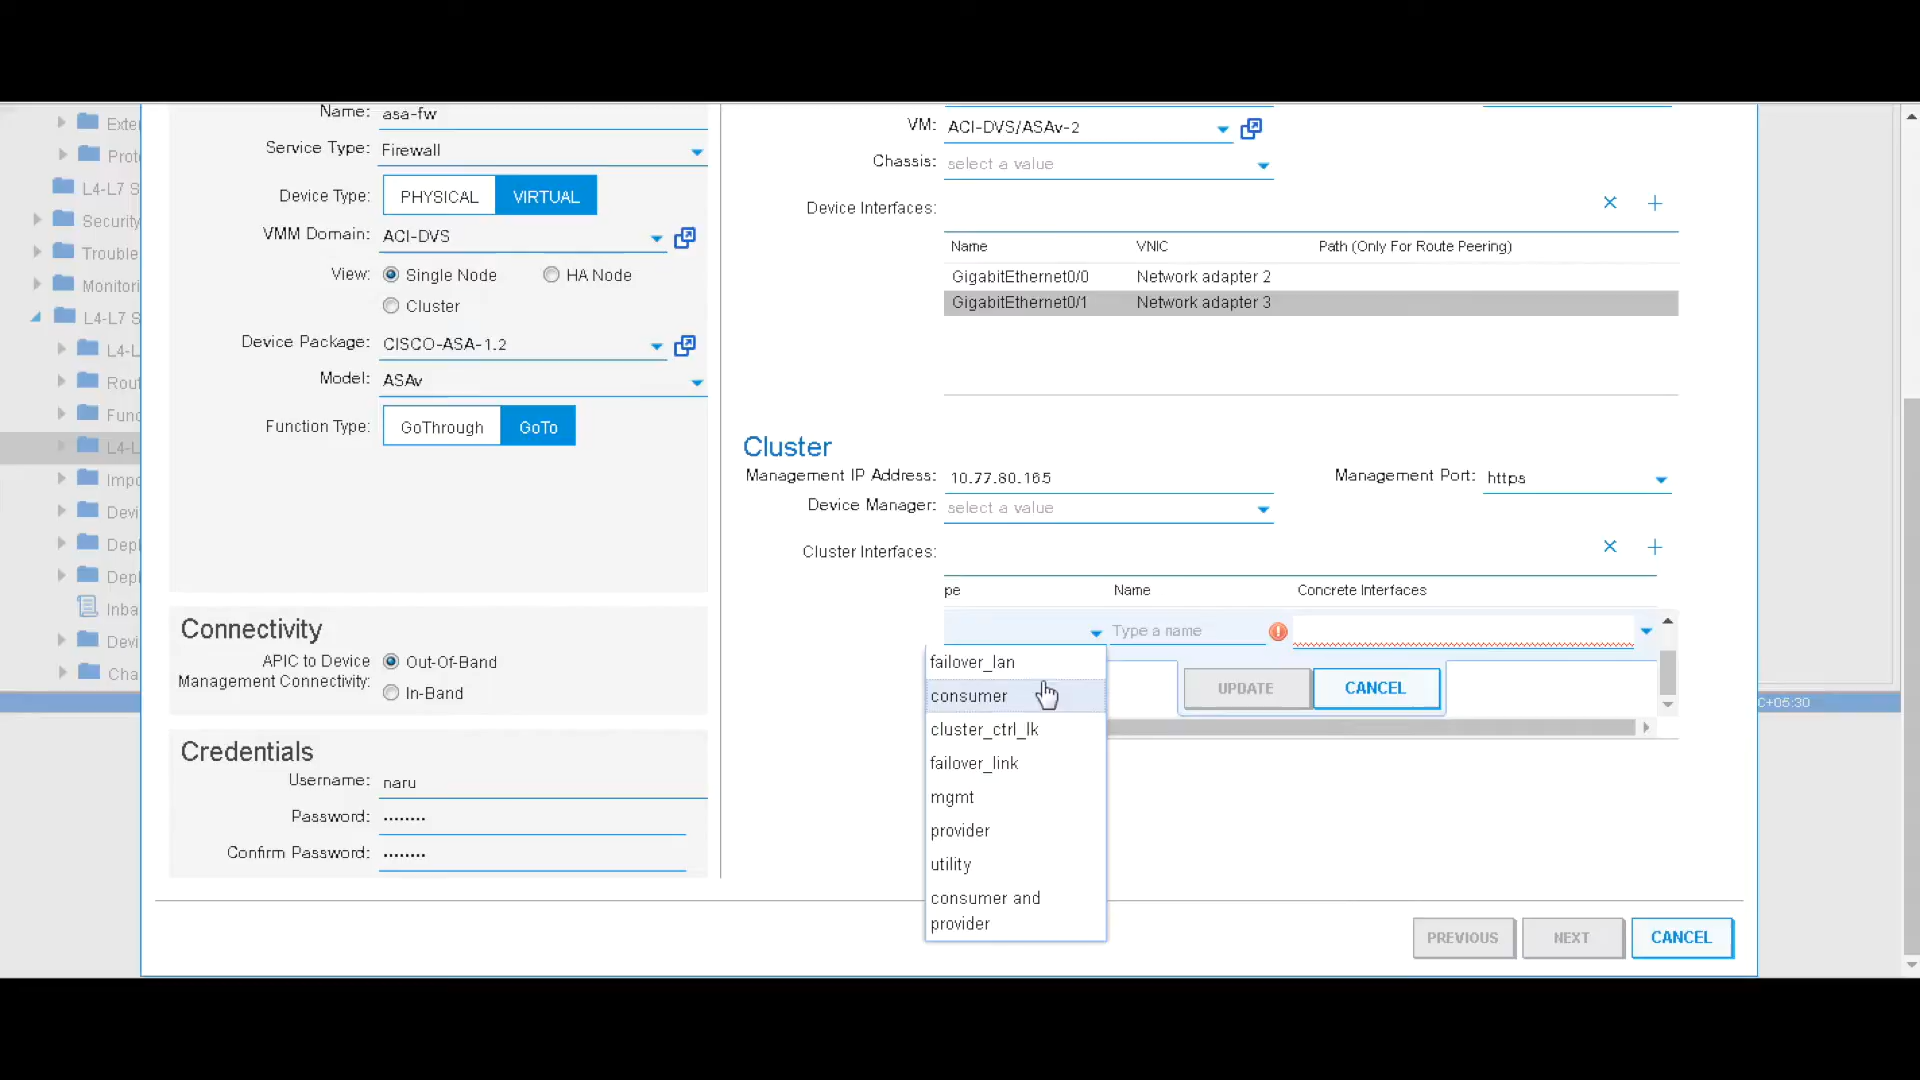 Name: asa-fw
Service Type: Firewall
Device Type: PHYSICAL VIRTUAL
VMM Domain: ACI-DVS
View: Single Node HA Node
Cluster
Device Package: CISCO-ASA-1.2
Model: ASAv
Function Type: GoThrough GoTo
Connectivity
APIC to Device
Management Connectivity:
Out-Of-Band
In-Band
Credentials
Username: naru
Password: ••••••••
Confirm Password: ••••••••
VM: ACI-DVS/ASAv-2
Chassis: select a value
Device Interfaces:
Name VNIC Path (Only For Route Peering)
GigabitEthernet0/0 Network adapter 2
GigabitEthernet0/1 Network adapter 3
Cluster
Management IP Address: 10.77.80.165 Management Port: https
Device Manager: select a value
Cluster Interfaces:
pe Name Concrete Interfaces
Type a name
failover_lan
consumer
cluster_ctrl_lk
failover_link
mgmt
provider
utility
consumer and
provider
UPDATE CANCEL
PREVIOUS NEXT CANCEL
Exte
Prot
L4-L7 S
Security
Trouble
Monitori
L4-L7 S
L4-L
Rout
Func
L4-L
Impo
Devi
Depl
Depl
Inba
Devi
Cha
C+05:30